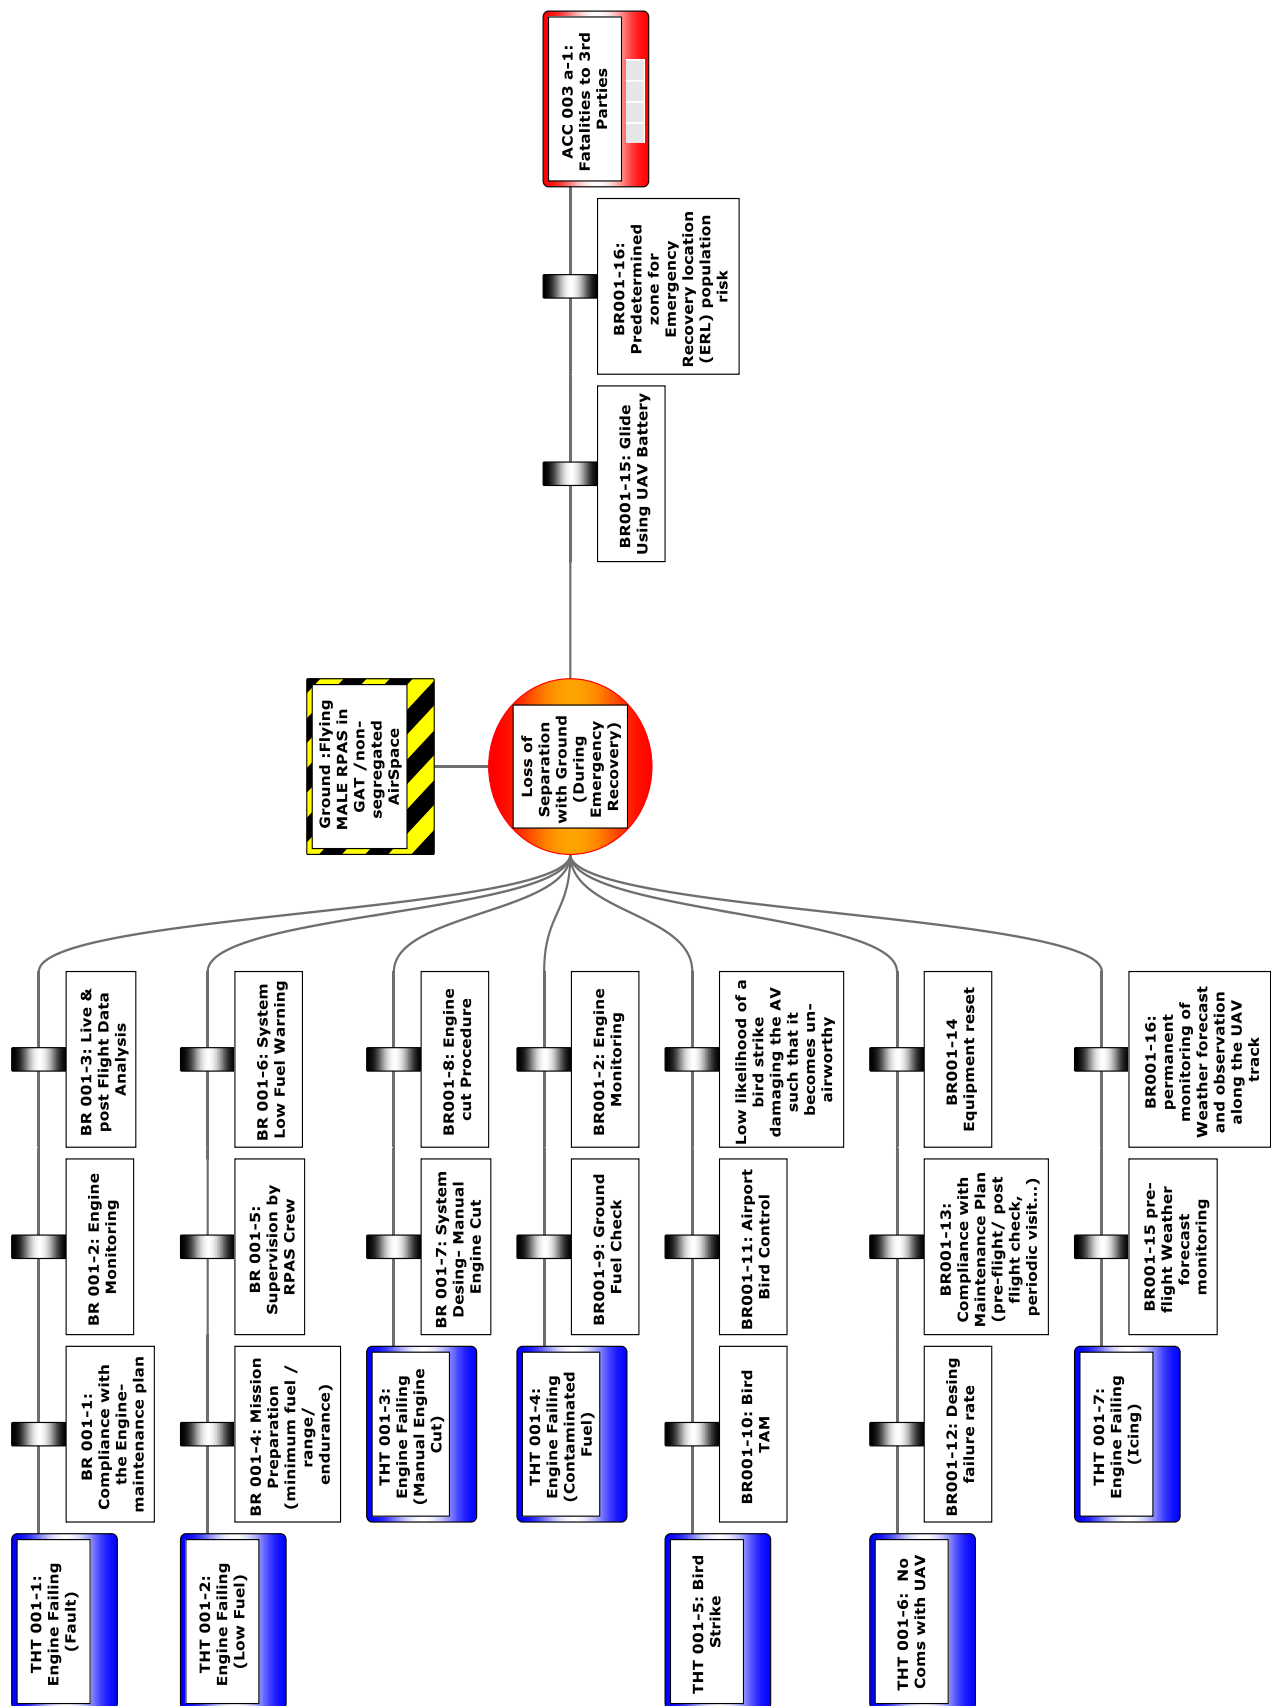 THT 001-1:
Engine Failing
(Fault)
BR 001-1:
Compliance with
the Engine-
maintenance plan
BR 001-2: Engine
Monitoring
BR 001-3: Live &
post Flight Data
Analysis
THT 001-2:
Engine Failing
(Low Fuel)
BR 001-4: Mission
Preparation
(minimum fuel /
range/
endurance)
BR 001-5:
Supervision by
RPAS Crew
BR 001-6: System
Low Fuel Warning
THT 001-3:
Engine Failing
(Manual Engine
Cut)
BR 001-7: System
Desing- Manual
Engine Cut
BR001-8: Engine
cut Procedure
THT 001-4:
Engine Failing
(Contaminated
Fuel)
BR001-9: Ground
Fuel Check
BR001-2: Engine
Monitoring
THT 001-5: Bird
Strike
BR001-10: Bird
TAM
BR001-11: Airport
Bird Control
Low likelihood of a
bird strike
damaging the AV
such that it
becomes un-
airworthy
THT 001-6: No
Coms with UAV
BR001-12: Desing
failure rate
BR001-13:
Compliance with
Maintenance Plan
(pre-flight/ post
flight check,
periodic visit...)
BR001-14
Equipment reset
THT 001-7:
Engine Failing
(Icing)
BR001-15 pre-
flight Weather
forecast
monitoring
BR001-16:
permanent
monitoring of
Weather forecast
and observation
along the UAV
track
Ground :Flying
MALE RPAS in
GAT /non-
segregated
AirSpace
Loss of
Separation
with Ground
(During
Emergency
Recovery)
BR001-15: Glide
Using UAV Battery
BR001-16:
Predetermined
zone for
Emergency
Recovery location
(ERL) population
risk
ACC 003 a-1:
Fatalities to 3rd
Parties